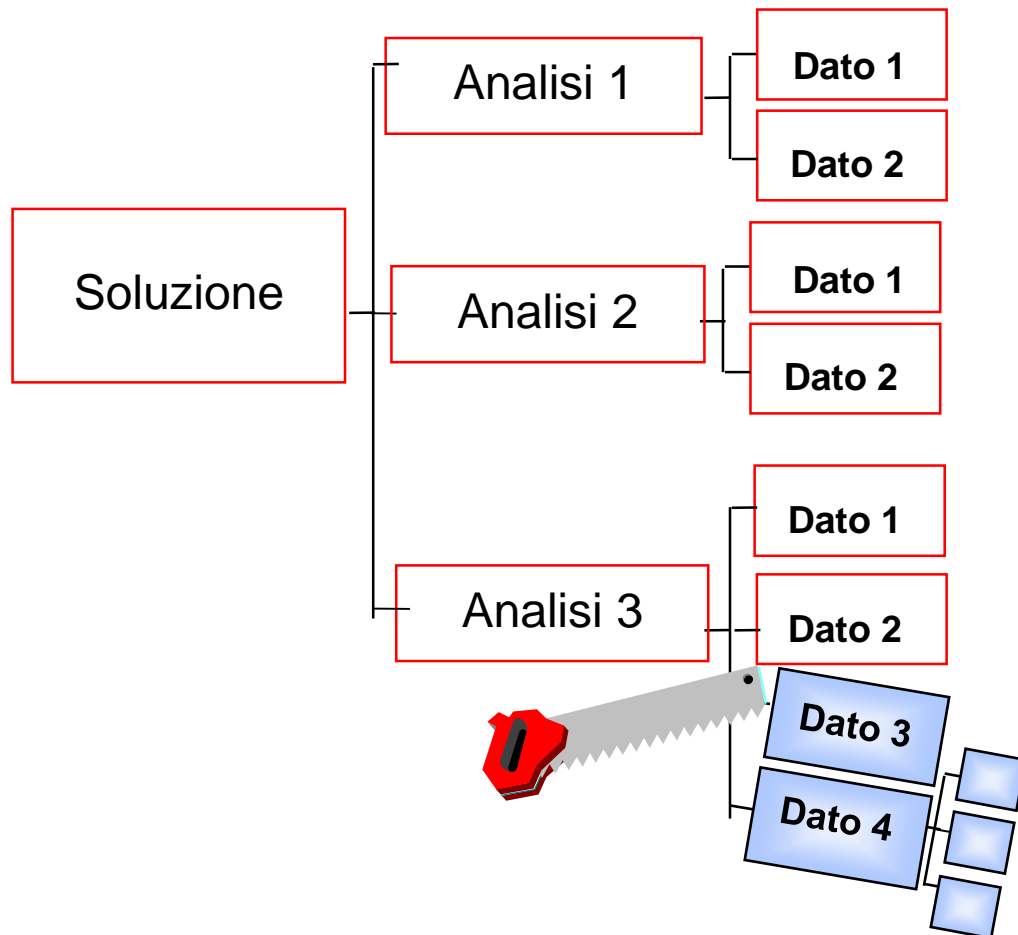 Soluzione
Analisi 1
Dato 1
Dato 2
Analisi 2
Dato 1
Dato 2
Analisi 3
Dato 1
Dato 2
Dato 3
Dato 4